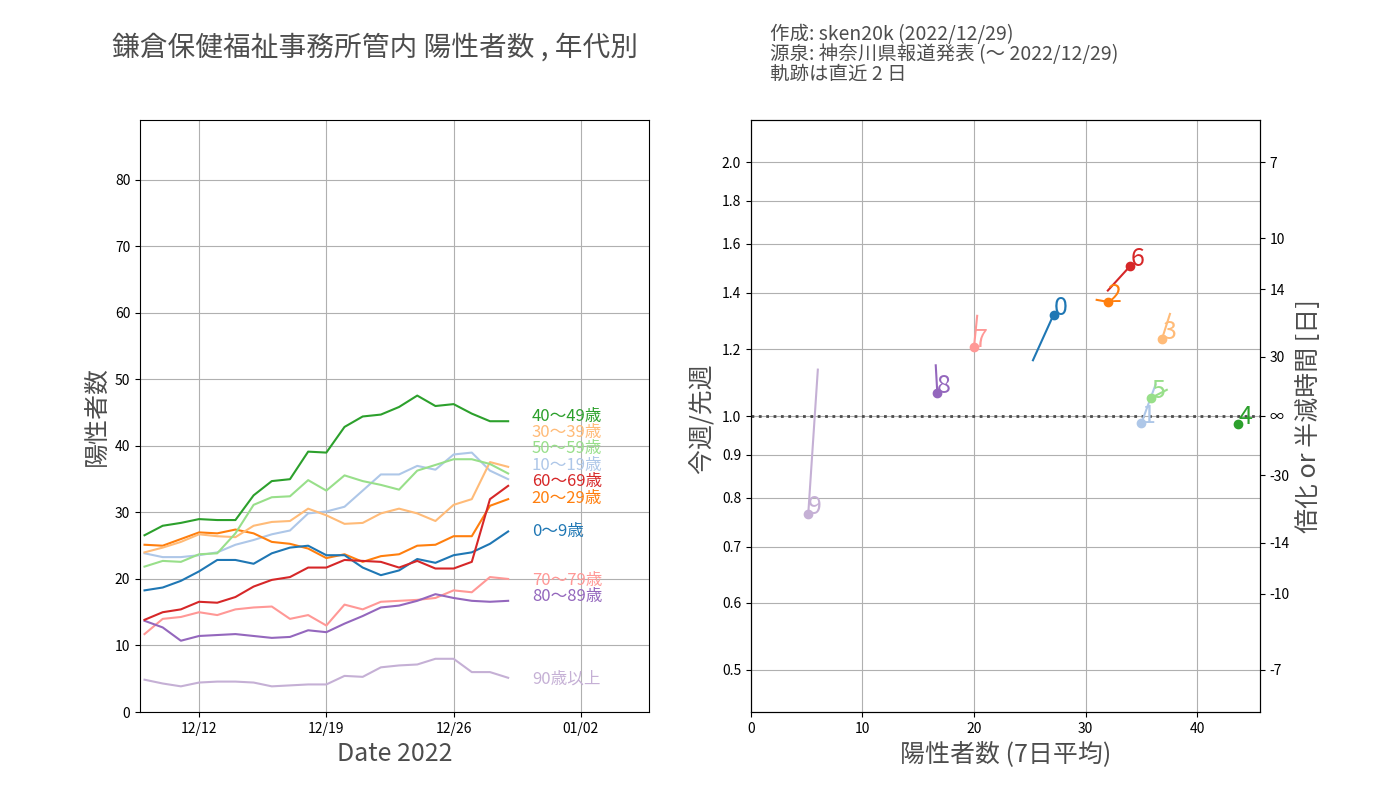 鎌倉保健福祉事務所管内 陽性者数 , 年代別
作成: sken20k (2022/12/29)
源泉: 神奈川県報道発表 (〜 2022/12/29)
軌跡は直近 2 日
陽性者数
80
70
60
50
40
30
20
10
0
40〜49歳
30〜39歳
50〜59歳
10〜19歳
60〜69歳
20〜29歳
0〜9歳
70〜79歳
80〜89歳
90歳以上
12/12
12/19
12/26
01/02
Date 2022
今週/先週
2.0
1.8
1.6
1.4
1.2
1.0
0.9
0.8
0.7
0.6
0.5
6
2
0
3
7
8
5
1
4
9
7
10
14
30
∞
-30
-14
-10
-7
倍化 or 半減時間 [日]
0
10
20
30
40
陽性者数 (7日平均)